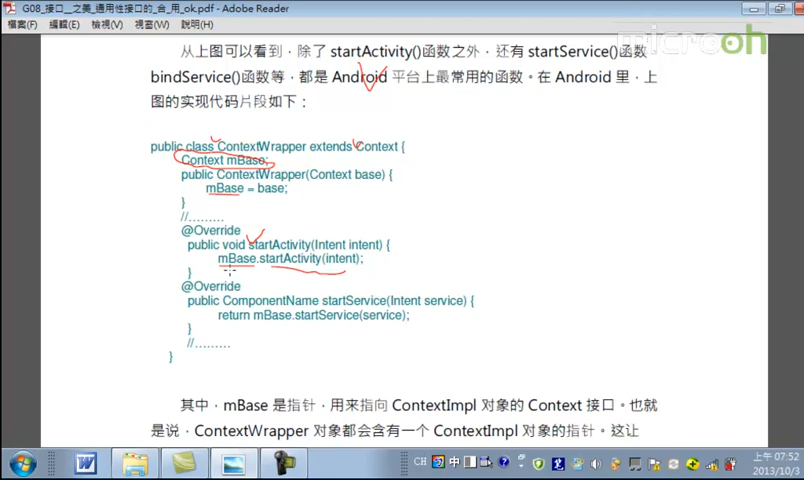 G08_接口__之美_通用性接口的_合_用_ok.pdf - Adobe Reader
檔案(F) 編輯(E) 檢視(V) 視窗(W) 說明(H)
microoh
从上图可以看到，除了 startActivity()函数之外，还有 startService()函数
bindService()函数等，都是 Android 平台上最常用的函数。在 Android 里，上
图的实现代码片段如下：
public class ContextWrapper extends Context {
Context mBase;
public ContextWrapper(Context base) {
mBase = base;
}
//………
@Override
public void startActivity(Intent intent) {
mBase.startActivity(intent);
}
@Override
public ComponentName startService(Intent service) {
return mBase.startService(service);
}
//………
}
其中，mBase 是指针，用来指向 ContextImpl 对象的 Context 接口。也就
是说，ContextWrapper 对象都会含有一个 ContextImpl 对象的指针。这让
CH 中 上午 07:52
2013/10/3